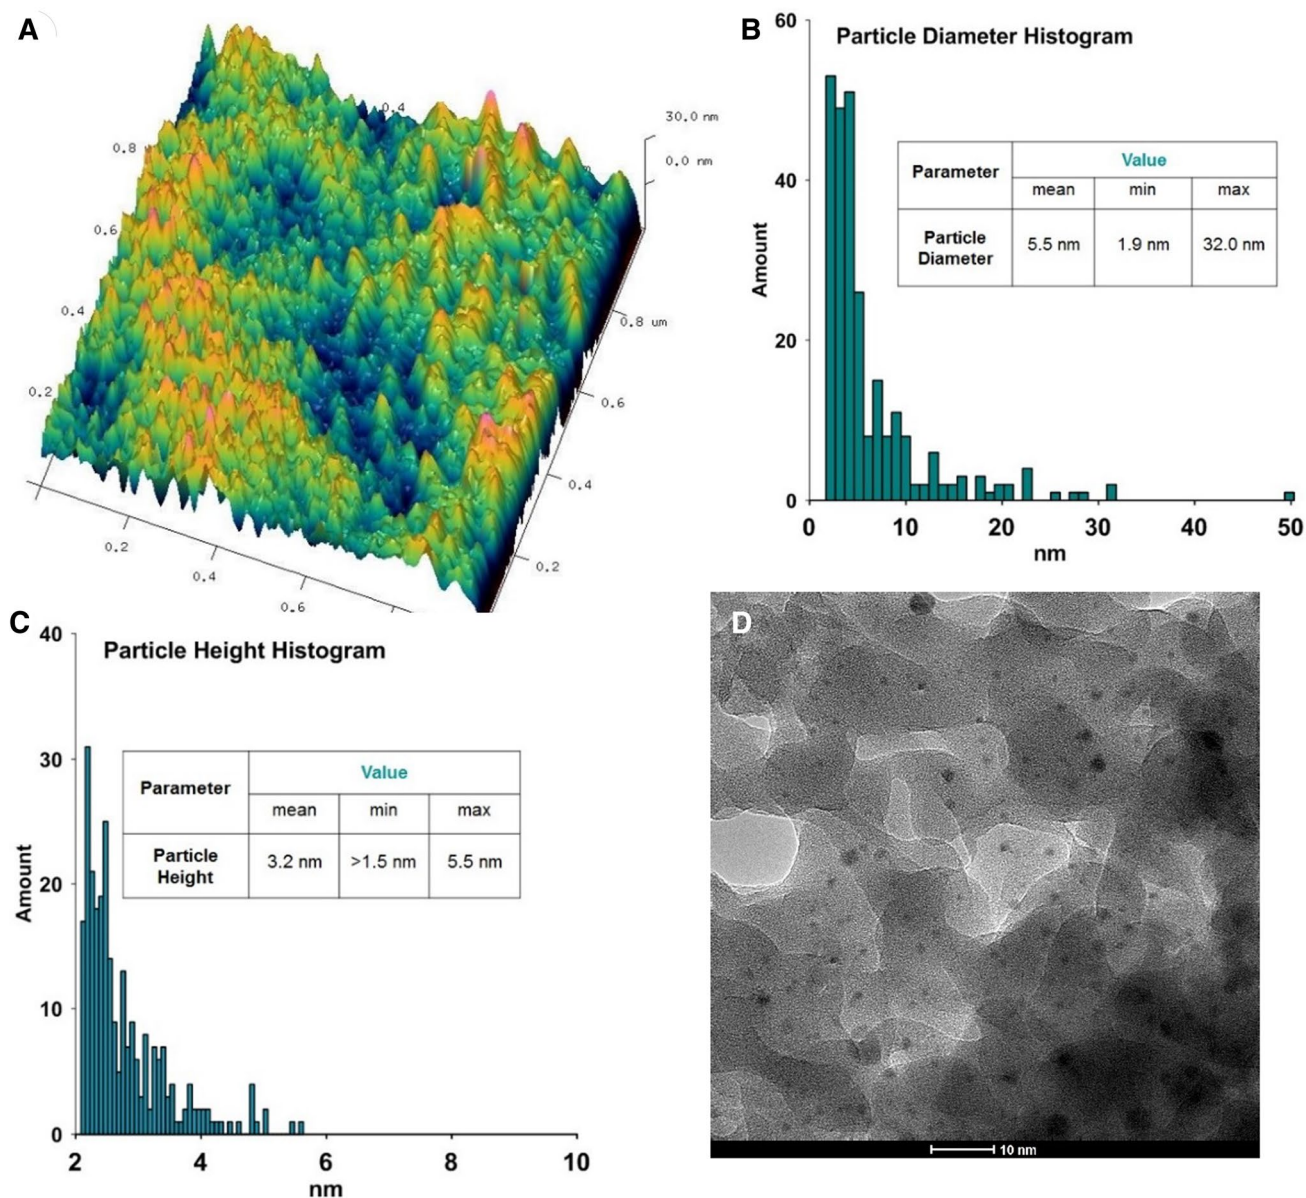 A
0.4
30.0 nm
0.0 nm
0.8
0.6
0.4
0.2
0.8 um
0.6
0.4
0.2
0.2
0.4
0.6
B
Particle Diameter Histogram
60
40
20
0
Amount
Parameter
Value
mean
min
max
Particle
Diameter
5.5 nm
1.9 nm
32.0 nm
0
10
20
30
40
50
nm
C
Particle Height Histogram
40
30
20
10
0
Amount
Parameter
Value
mean
min
max
Particle
Height
3.2 nm
>1.5 nm
5.5 nm
2
4
6
8
10
nm
D
10 nm